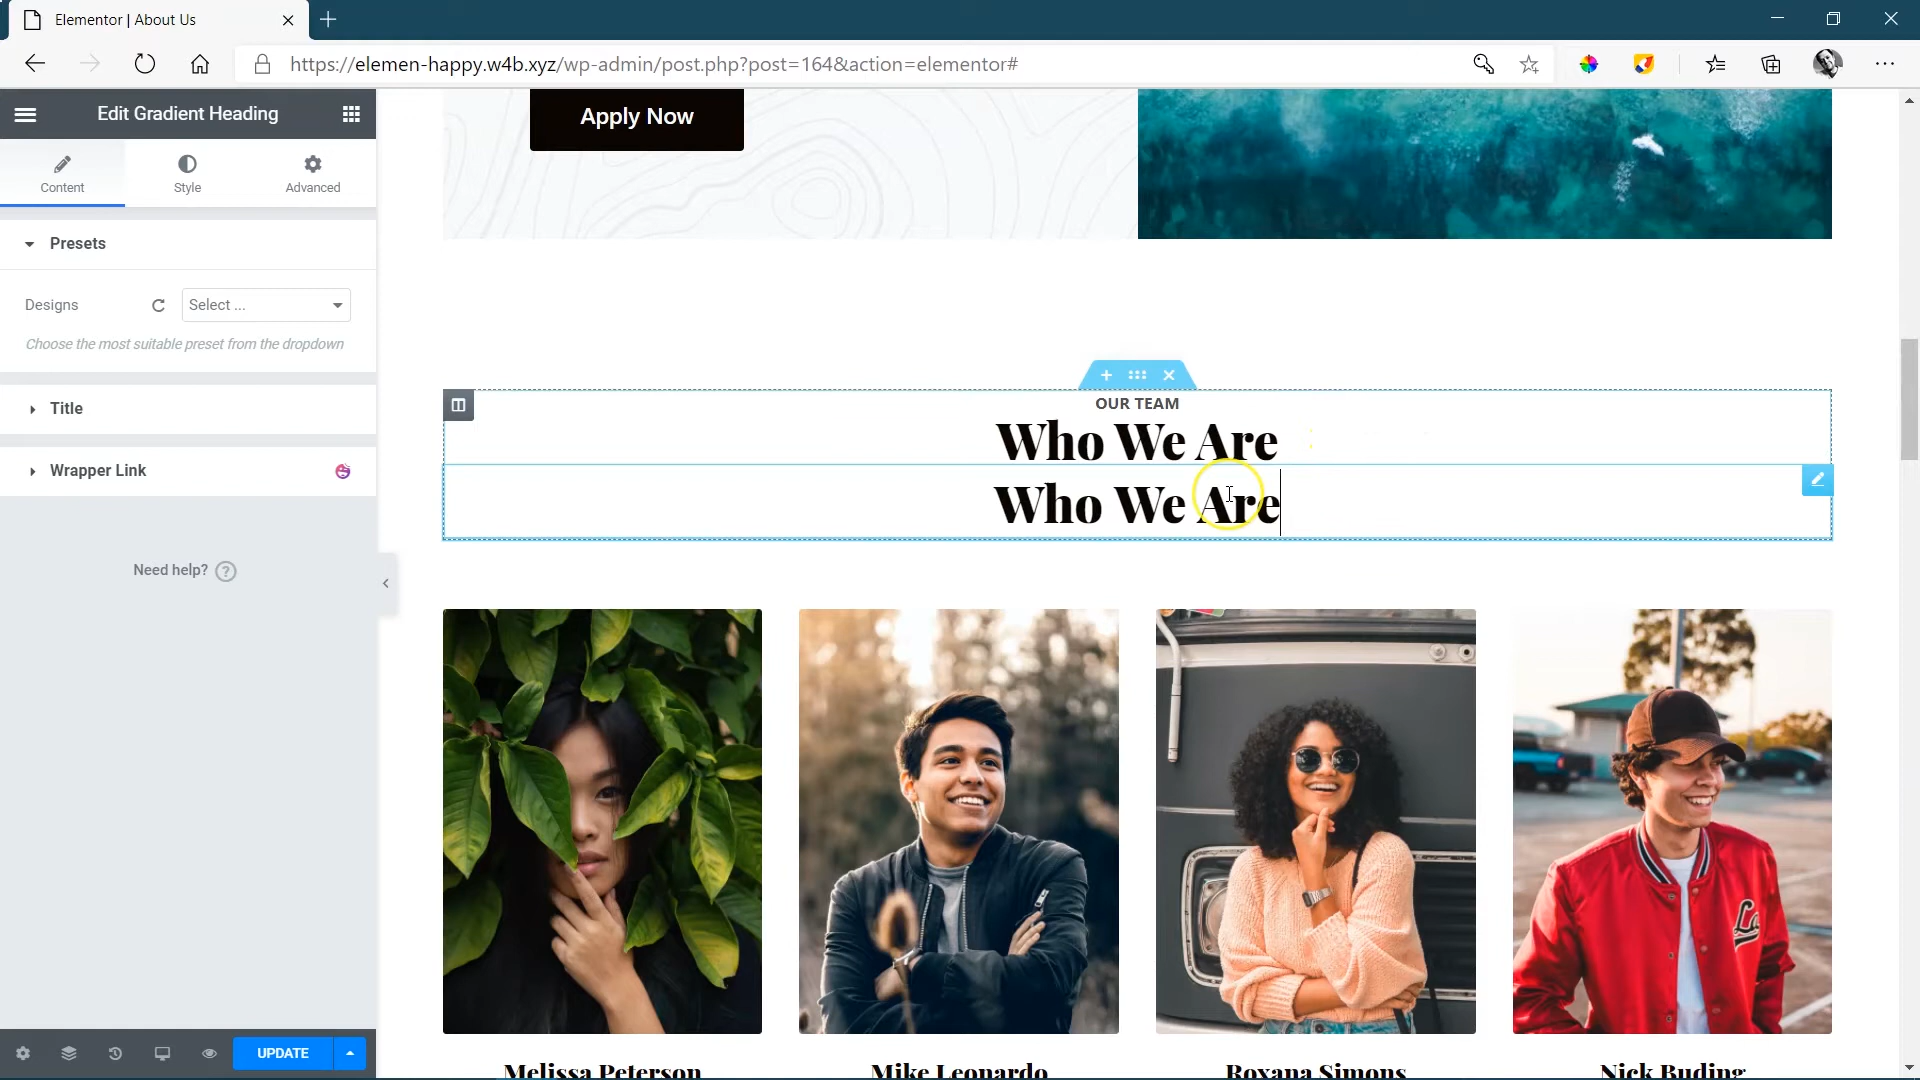 Elementor | About Us
https://elemen-happy.w4b.xyz/wp-admin/post.php?post=164&action=elementor#
Edit Gradient Heading
Content
Style
Advanced
Presets
Designs
Select ...
Choose the most suitable preset from the dropdown
Title
Wrapper Link
Need help? ?
UPDATE
Apply Now
OUR TEAM
Who We Are
Who We Are
Melissa Peterson
Mike Leonardo
Roxana Simons
Nick Buding